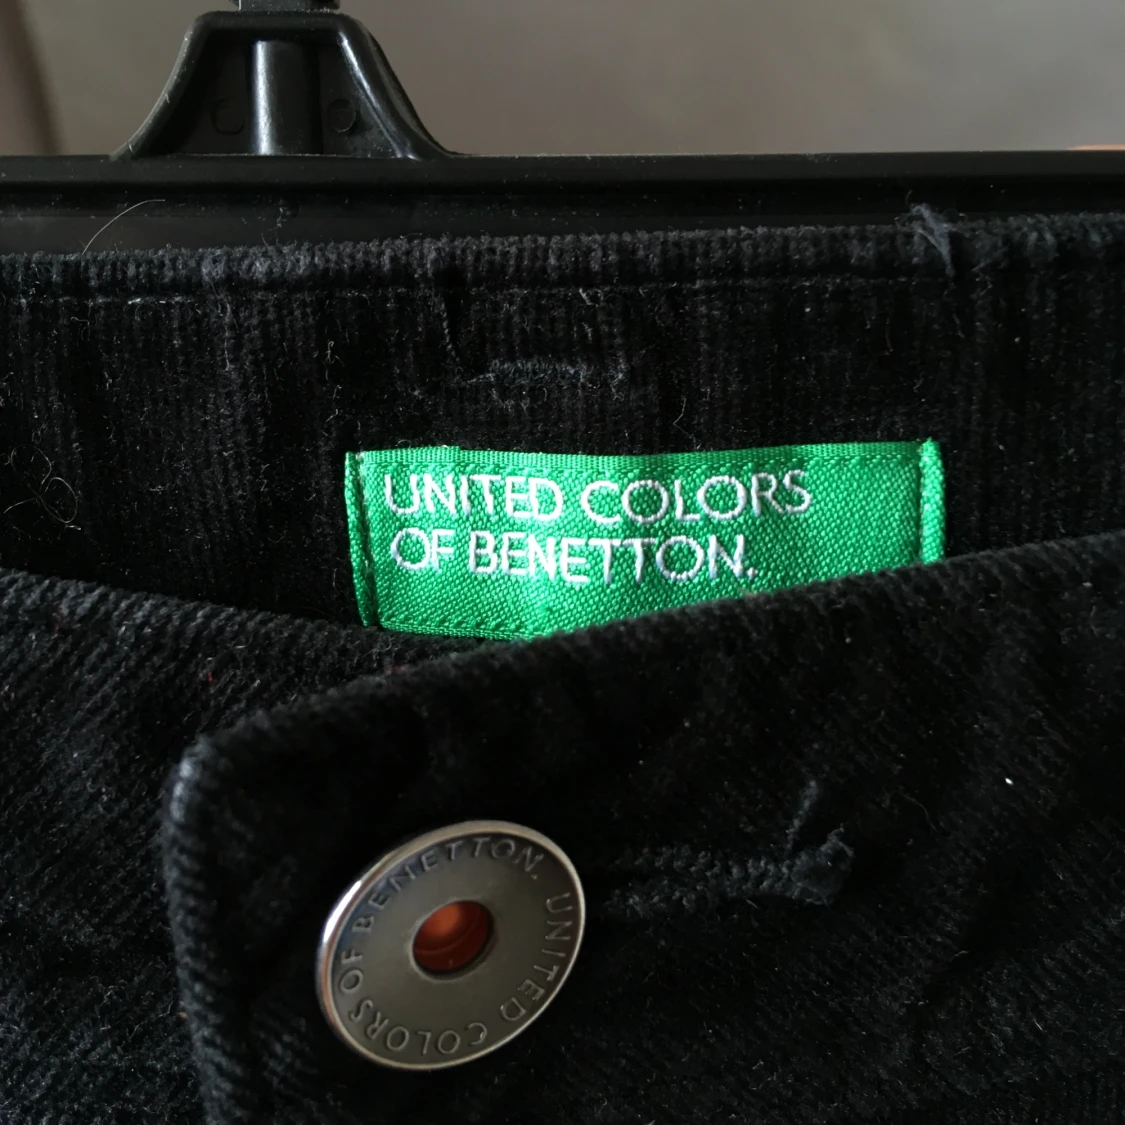 UNITED COLORS
OF BENETTON.
UNITED COLORS OF BENETTON.